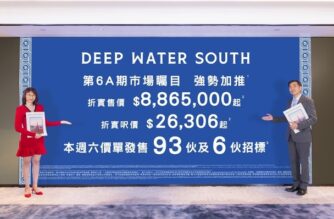 DEEP WATER SOUTH
第6A期市場矚目 強勢加推
折實售價 $8,865,000起
折實呎價 $26,306起
本週六價單發售 93 伙及 6 伙招標